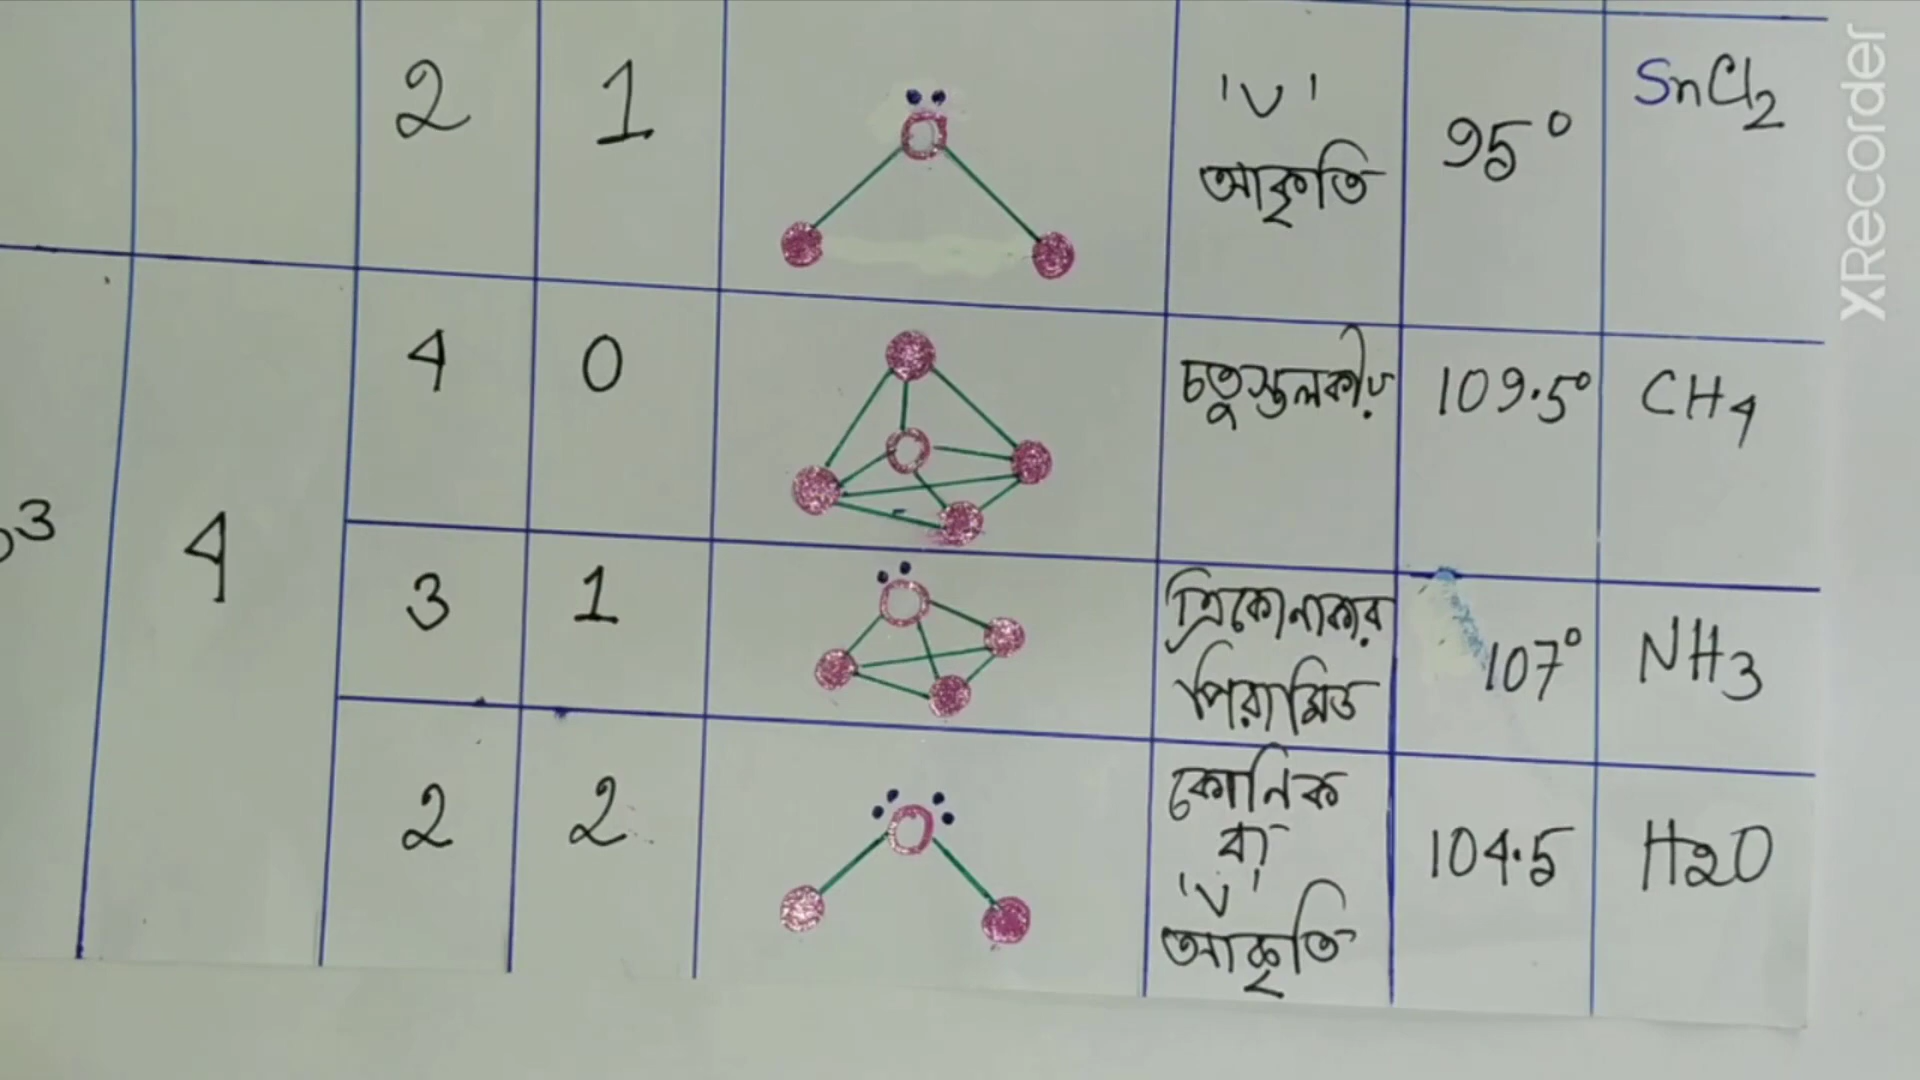 2 1 'V' 95° SnCl2
আকৃতি
4 0 চতুস্তলকীয় 109.5° CH4
3
4
3 1 ত্রিকোনাকার 107° NH3
পিরামিড
2 2 কোনিক 104.5 H2O
বা
'V'
আকৃতি
XRecorder